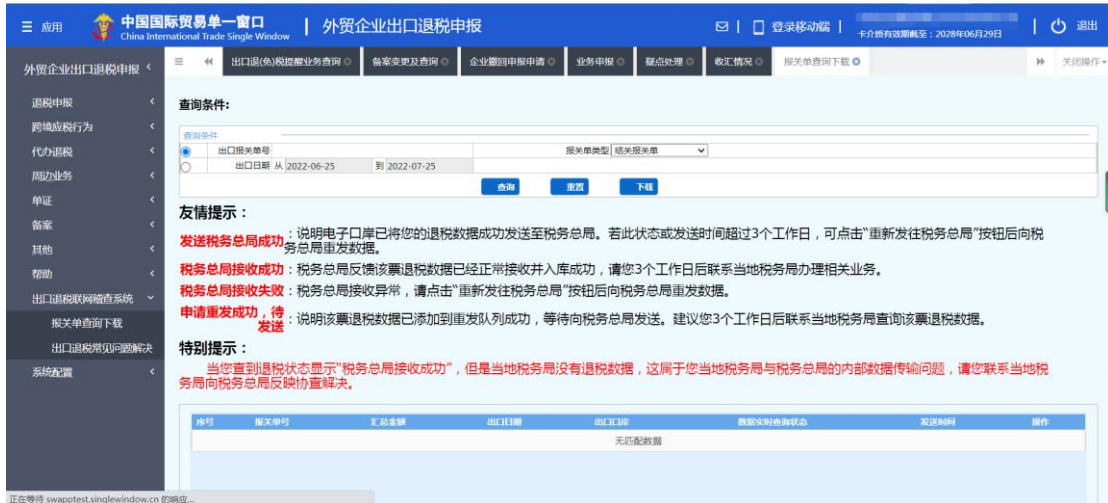 应用
中国国际贸易单一窗口
China International Trade Single Window
外贸企业出口退税申报
登录移动端
卡介质有效期截至：2028年06月29日
退出
外贸企业出口退税申报
出口退(免)税提醒业务查询
备案变更及查询
企业撤回申报申请
业务申报
疑点处理
收汇情况
报关单查询下载
关闭操作
退税申报
跨境应税行为
代办退税
周边业务
单证
备案
其他
帮助
出口退税联网稽查系统
报关单查询下载
出口退税常见问题解决
系统配置
查询条件:
查询条件
出口报关单号
报关单类型 结关报关单
出口日期 从 2022-06-25 到 2022-07-25
查询 重置 下载
友情提示：
发送税务总局成功：说明电子口岸已将您的退税数据成功发送至税务总局。若此状态或发送时间超过3个工作日，可点击“重新发往税务总局”按钮后向税
务总局重发数据。
税务总局接收成功：税务总局反馈该票退税数据已经正常接收并入库成功，请您3个工作日后联系当地税务局办理相关业务。
税务总局接收失败：税务总局接收异常，请点击“重新发往税务总局”按钮后向税务总局重发数据。
申请重发成功，待
发送：说明该票退税数据已添加到重发队列成功，等待向税务总局发送。建议您3个工作日后联系当地税务局查询该票退税数据。
特别提示：
当您查到退税状态显示“税务总局接收成功”，但是当地税务局没有退税数据，这属于您当地税务局与税务总局的内部数据传输问题，请您联系当地税
务局向税务总局反映协查解决。
序号 报关单号 汇总金额 出口日期 出口口岸 数据实时查询状态 发送时间 操作
无匹配数据
正在等待 swapptest.singlewindow.cn 的响应...